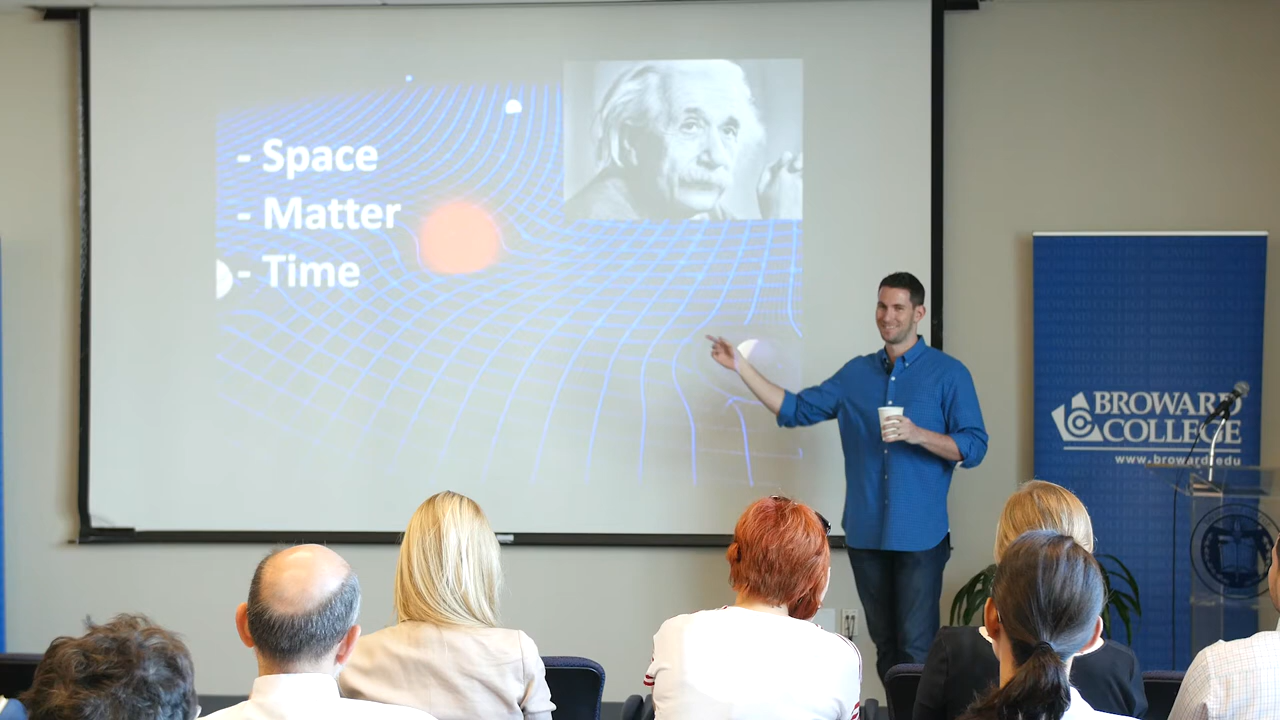 - Space
- Matter
- Time
BROWARD
COLLEGE
www.broward.edu